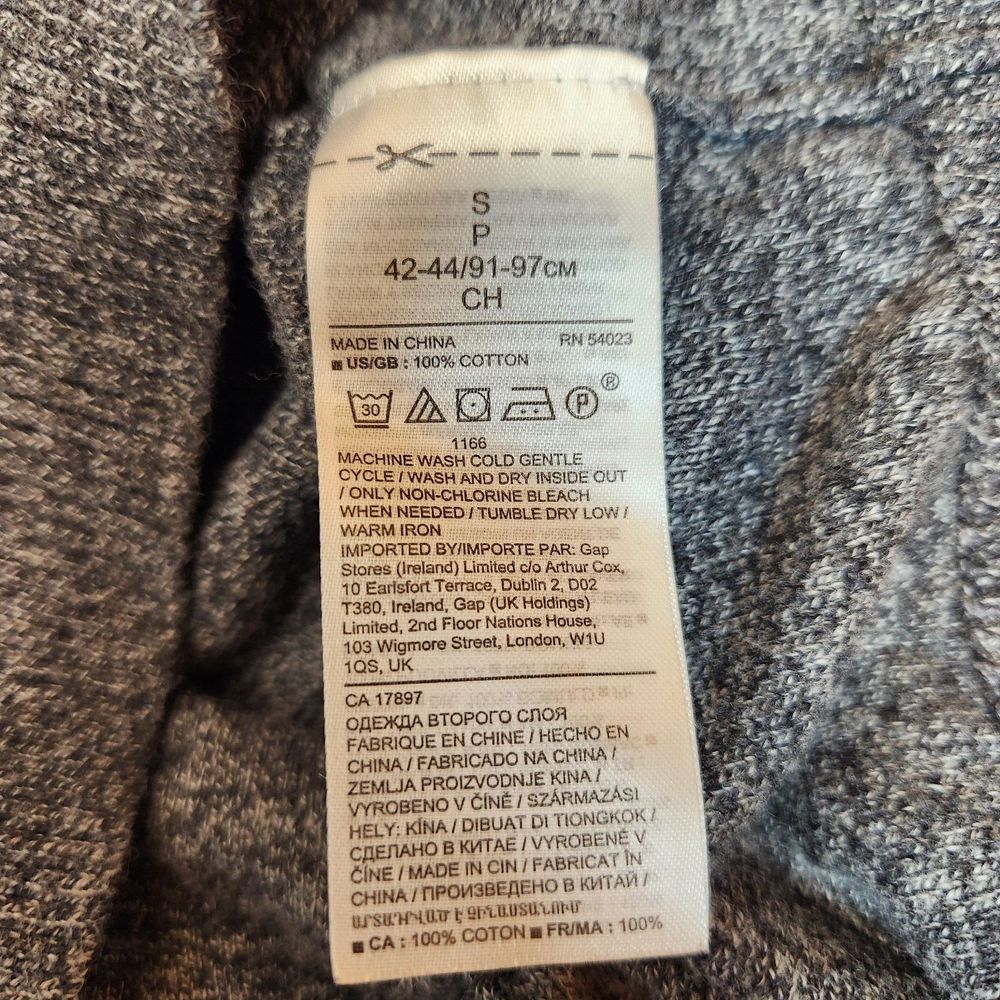 S
P
42-44/91-97см
CH
MADE IN CHINA RN 54023
■ US/GB : 100% COTTON
30 P ®
1166
MACHINE WASH COLD GENTLE
CYCLE / WASH AND DRY INSIDE OUT
/ ONLY NON-CHLORINE BLEACH
WHEN NEEDED / TUMBLE DRY LOW /
WARM IRON
IMPORTED BY/IMPORTE PAR: Gap
Stores (Ireland) Limited c/o Arthur Cox,
10 Earlsfort Terrace, Dublin 2, D02
T380, Ireland, Gap (UK Holdings)
Limited, 2nd Floor Nations House,
103 Wigmore Street, London, W1U
1QS, UK
CA 17897
ОДЕЖДА ВТОРОГО СЛОЯ
FABRIQUE EN CHINE / HECHO EN
CHINA / FABRICADO NA CHINA /
ZEMLJA PROIZVODNJE KINA /
VYROBENO V ČÍNĚ / SZÁRMAZÁSI
HELY: KÍNA / DIBUAT DI TIONGKOK /
СДЕЛАНО В КИТАЕ / VYROBENÉ V
ČÍNE / MADE IN CIN / FABRICAT ÎN
CHINA / ПРОИЗВЕДЕНО В КИТАЙ /
ԱՐՏԱԴՐՎԱԾ Է ՉԻՆԱՍՏԱՆՈՒՄ
■ CA : 100% COTON ■ FR/MA : 100%